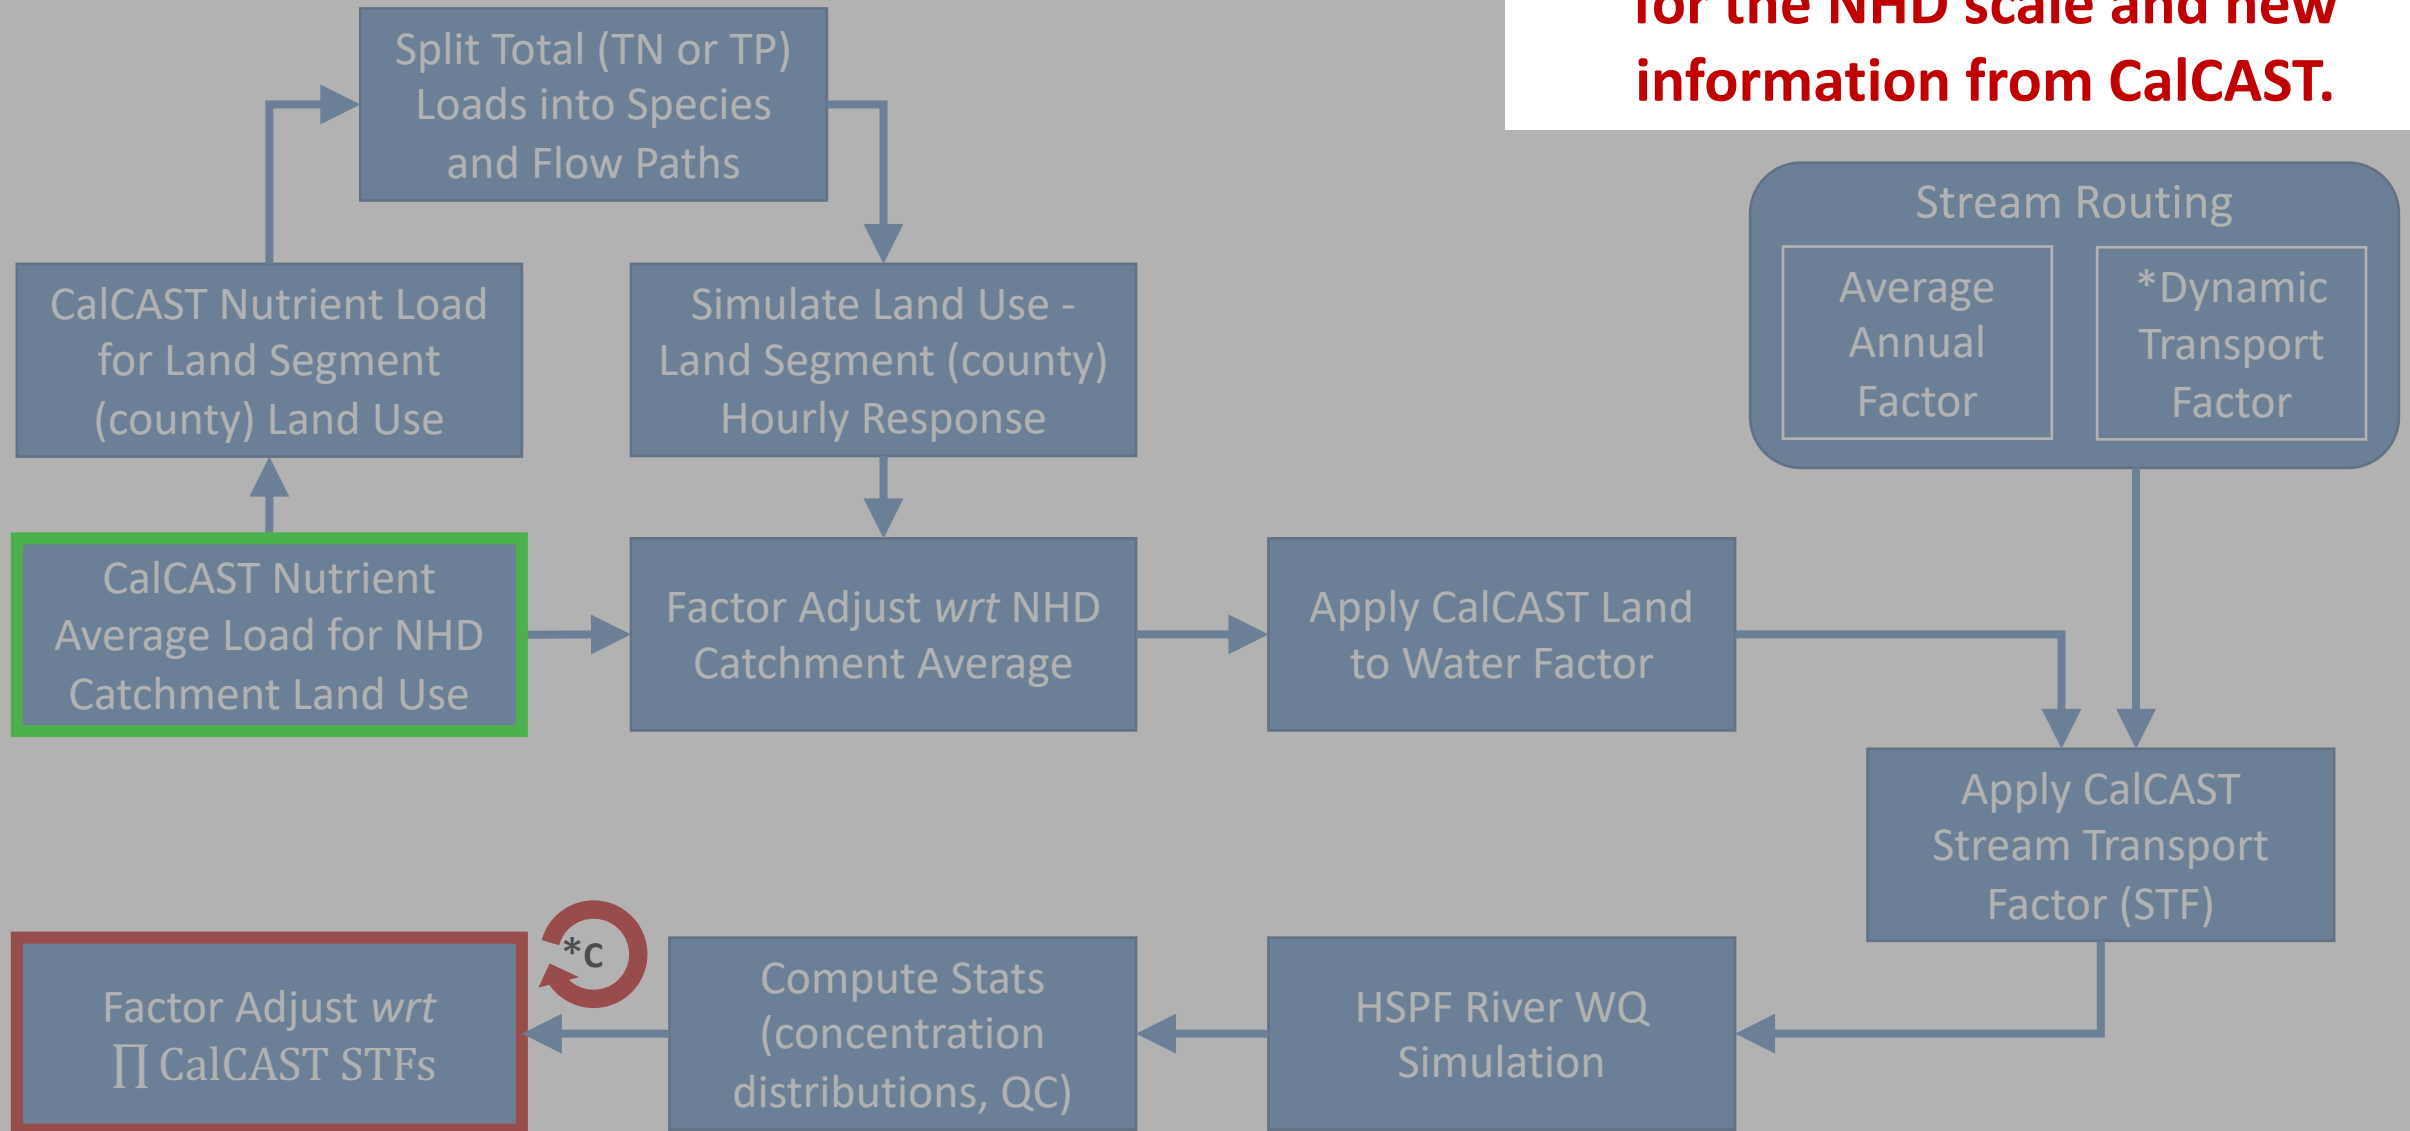 for the NHD scale and new
information from CalCAST.
Split Total (TN or TP)
Loads into Species
and Flow Paths
Stream Routing
Average
Annual
Factor
*Dynamic
Transport
Factor
CalCAST Nutrient Load
for Land Segment
(county) Land Use
Simulate Land Use -
Land Segment (county)
Hourly Response
CalCAST Nutrient
Average Load for NHD
Catchment Land Use
Factor Adjust wrt NHD
Catchment Average
Apply CalCAST Land
to Water Factor
Apply CalCAST
Stream Transport
Factor (STF)
HSPF River WQ
Simulation
Compute Stats
(concentration
distributions, QC)
*C
Factor Adjust wrt
∏ CalCAST STFs